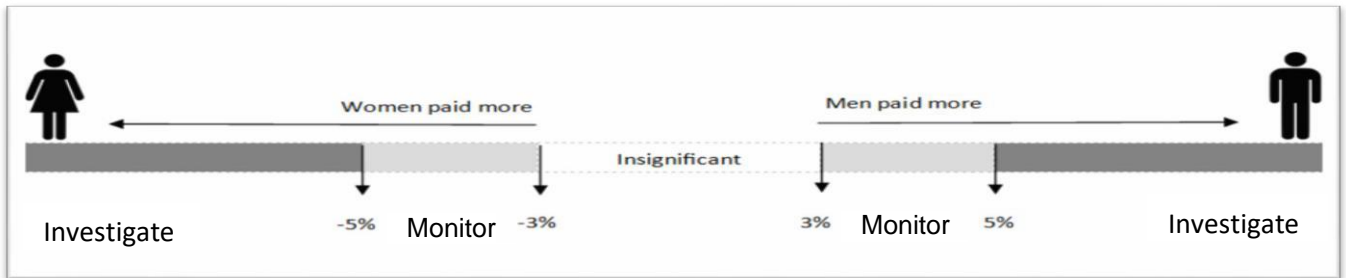 Women paid more
Men paid more
Insignificant
Investigate -5% Monitor -3% 3% Monitor 5% Investigate